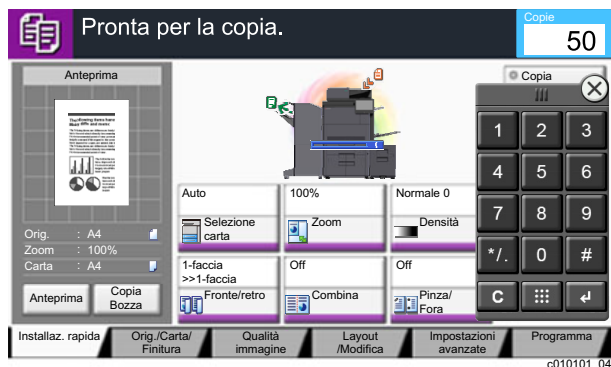 Pronta per la copia.
Copie
50
Anteprima
Orig. : A4
Zoom : 100%
Carta : A4
Anteprima
Copia
Bozza
Auto
Selezione
carta
100%
Zoom
Normale 0
Densità
1-faccia
>>1-faccia
Fronte/retro
Off
Combina
Off
Pinza/
Fora
Copia
1 2 3
4 5 6
7 8 9
*/. 0 #
C
Installaz. rapida
Orig./Carta/
Finitura
Qualità
immagine
Layout
/Modifica
Impostazioni
avanzate
Programma
c010101_04